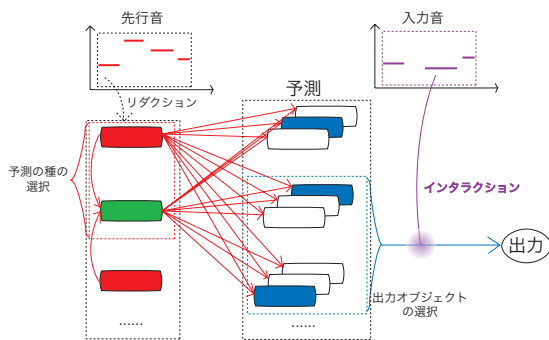 先行音
入力音
リダクション
予測
予測の種の
選択
インタラクション
出力
出力オブジェクト
の選択
......
......